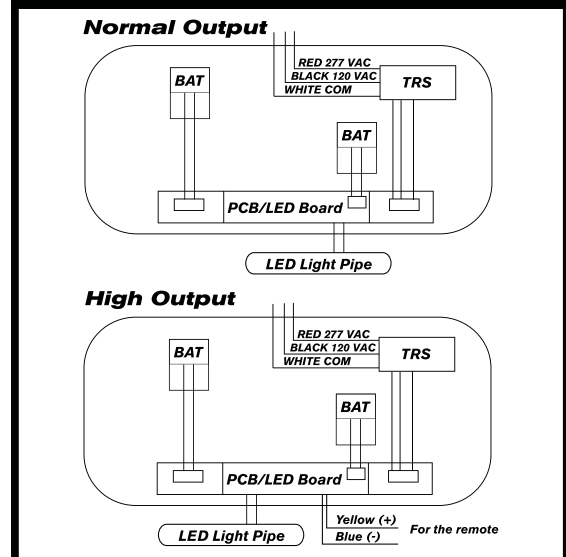 Normal Output
RED 277 VAC
BLACK 120 VAC
WHITE COM
BAT
TRS
BAT
PCB/LED Board
LED Light Pipe
High Output
RED 277 VAC
BLACK 120 VAC
WHITE COM
BAT
TRS
BAT
PCB/LED Board
Yellow (+)
Blue (-)
For the remote
LED Light Pipe